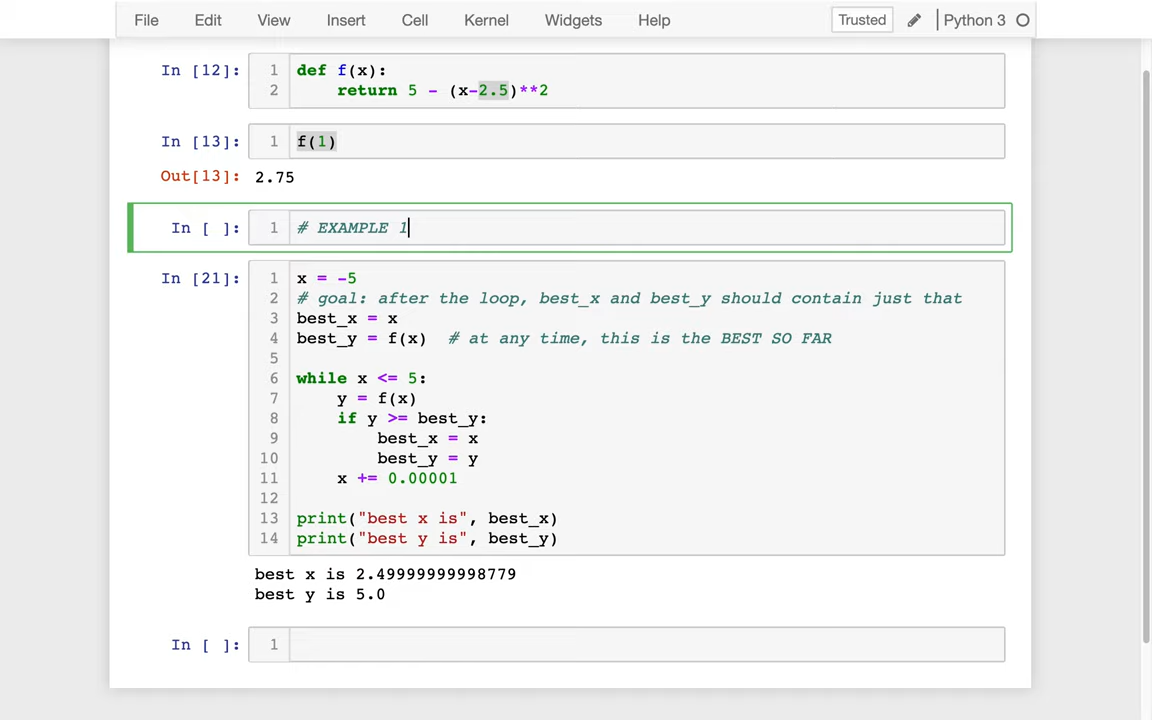 File Edit View Insert Cell Kernel Widgets Help Trusted Python 3
In [12]: 1 def f(x):
2 return 5 - (x-2.5)**2
In [13]: 1 f(1)
Out[13]: 2.75
In [ ]: 1 # EXAMPLE 1
In [21]: 1 x = -5
2 # goal: after the loop, best_x and best_y should contain just that
3 best_x = x
4 best_y = f(x) # at any time, this is the BEST SO FAR
5
6 while x <= 5:
7 y = f(x)
8 if y >= best_y:
9 best_x = x
10 best_y = y
11 x += 0.00001
12
13 print("best x is", best_x)
14 print("best y is", best_y)
best x is 2.49999999998779
best y is 5.0
In [ ]: 1